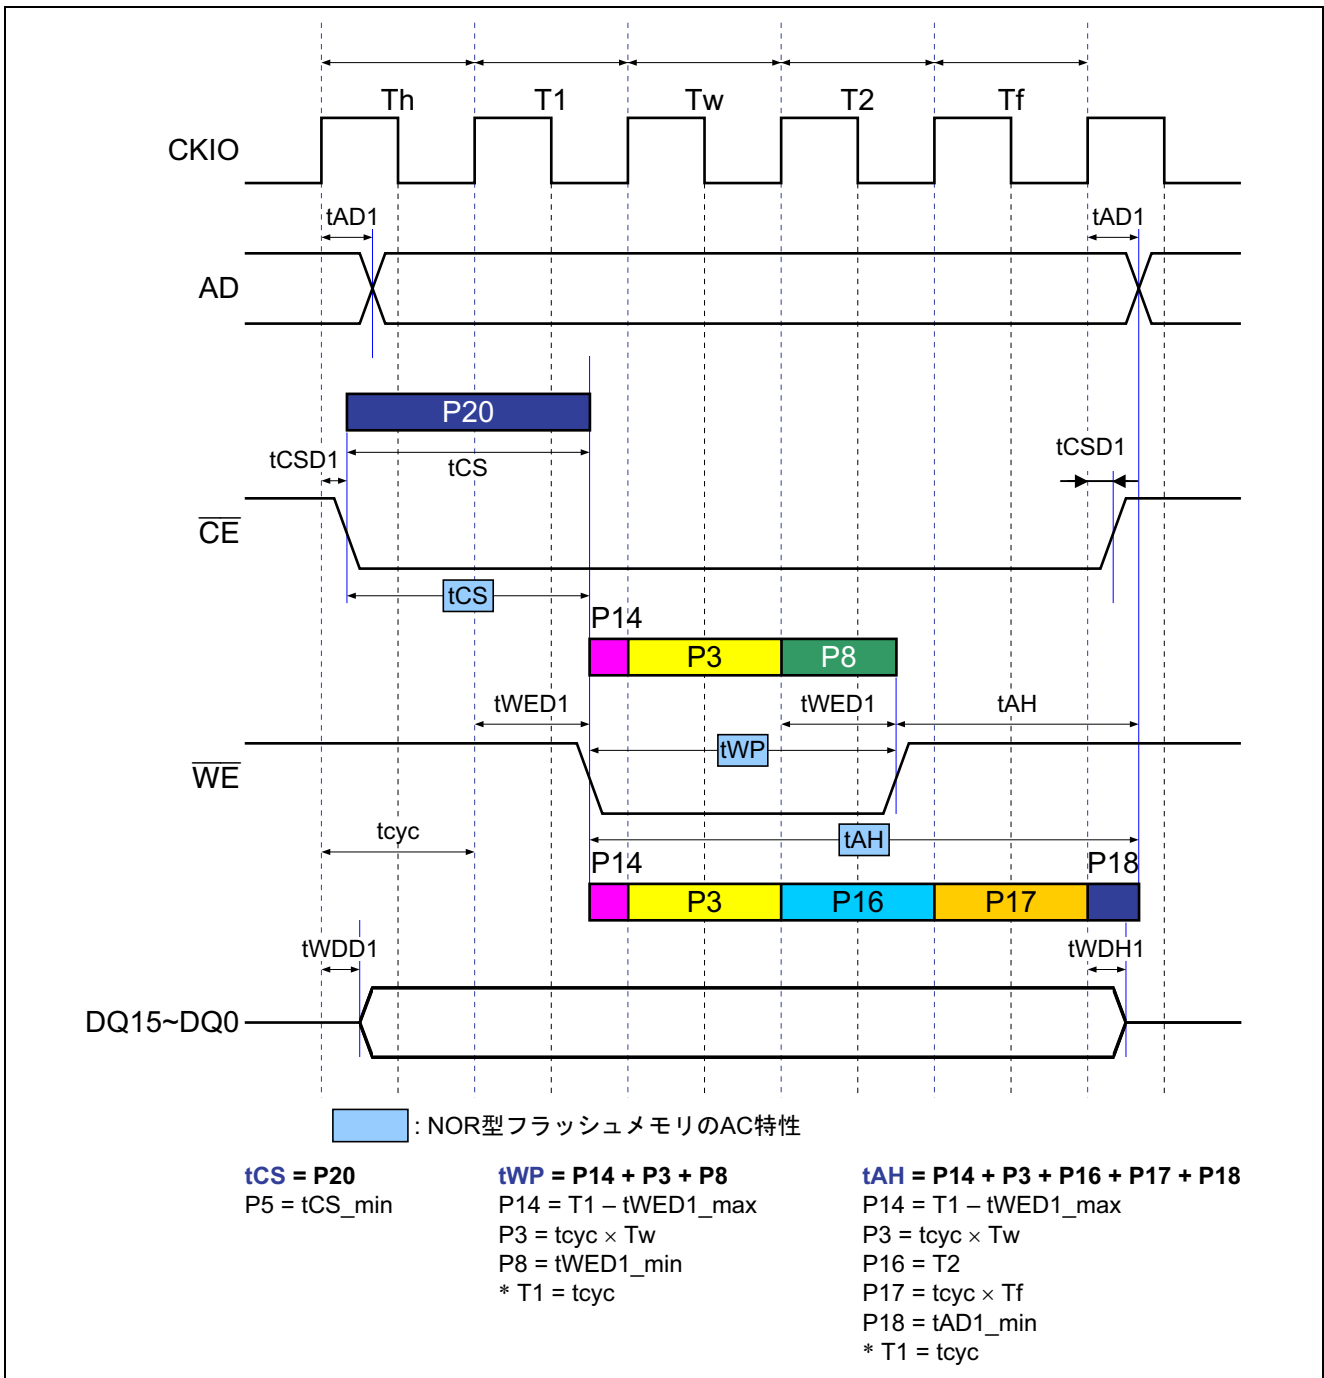 Th T1 Tw T2 Tf
CKIO
tAD1 tAD1
AD
P20
tCSD1 tCS tCSD1
CE
tCS
P14
P3 P8
tWED1 tWED1 tAH
tWP
WE
tcyc tAH
P14 P18
P3 P16 P17
tWDD1 tWDH1
DQ15~DQ0
: NOR型フラッシュメモリのAC特性
tCS = P20
P5 = tCS_min
tWP = P14 + P3 + P8
P14 = T1 – tWED1_max
P3 = tcyc × Tw
P8 = tWED1_min
* T1 = tcyc
tAH = P14 + P3 + P16 + P17 + P18
P14 = T1 – tWED1_max
P3 = tcyc × Tw
P16 = T2
P17 = tcyc × Tf
P18 = tAD1_min
* T1 = tcyc